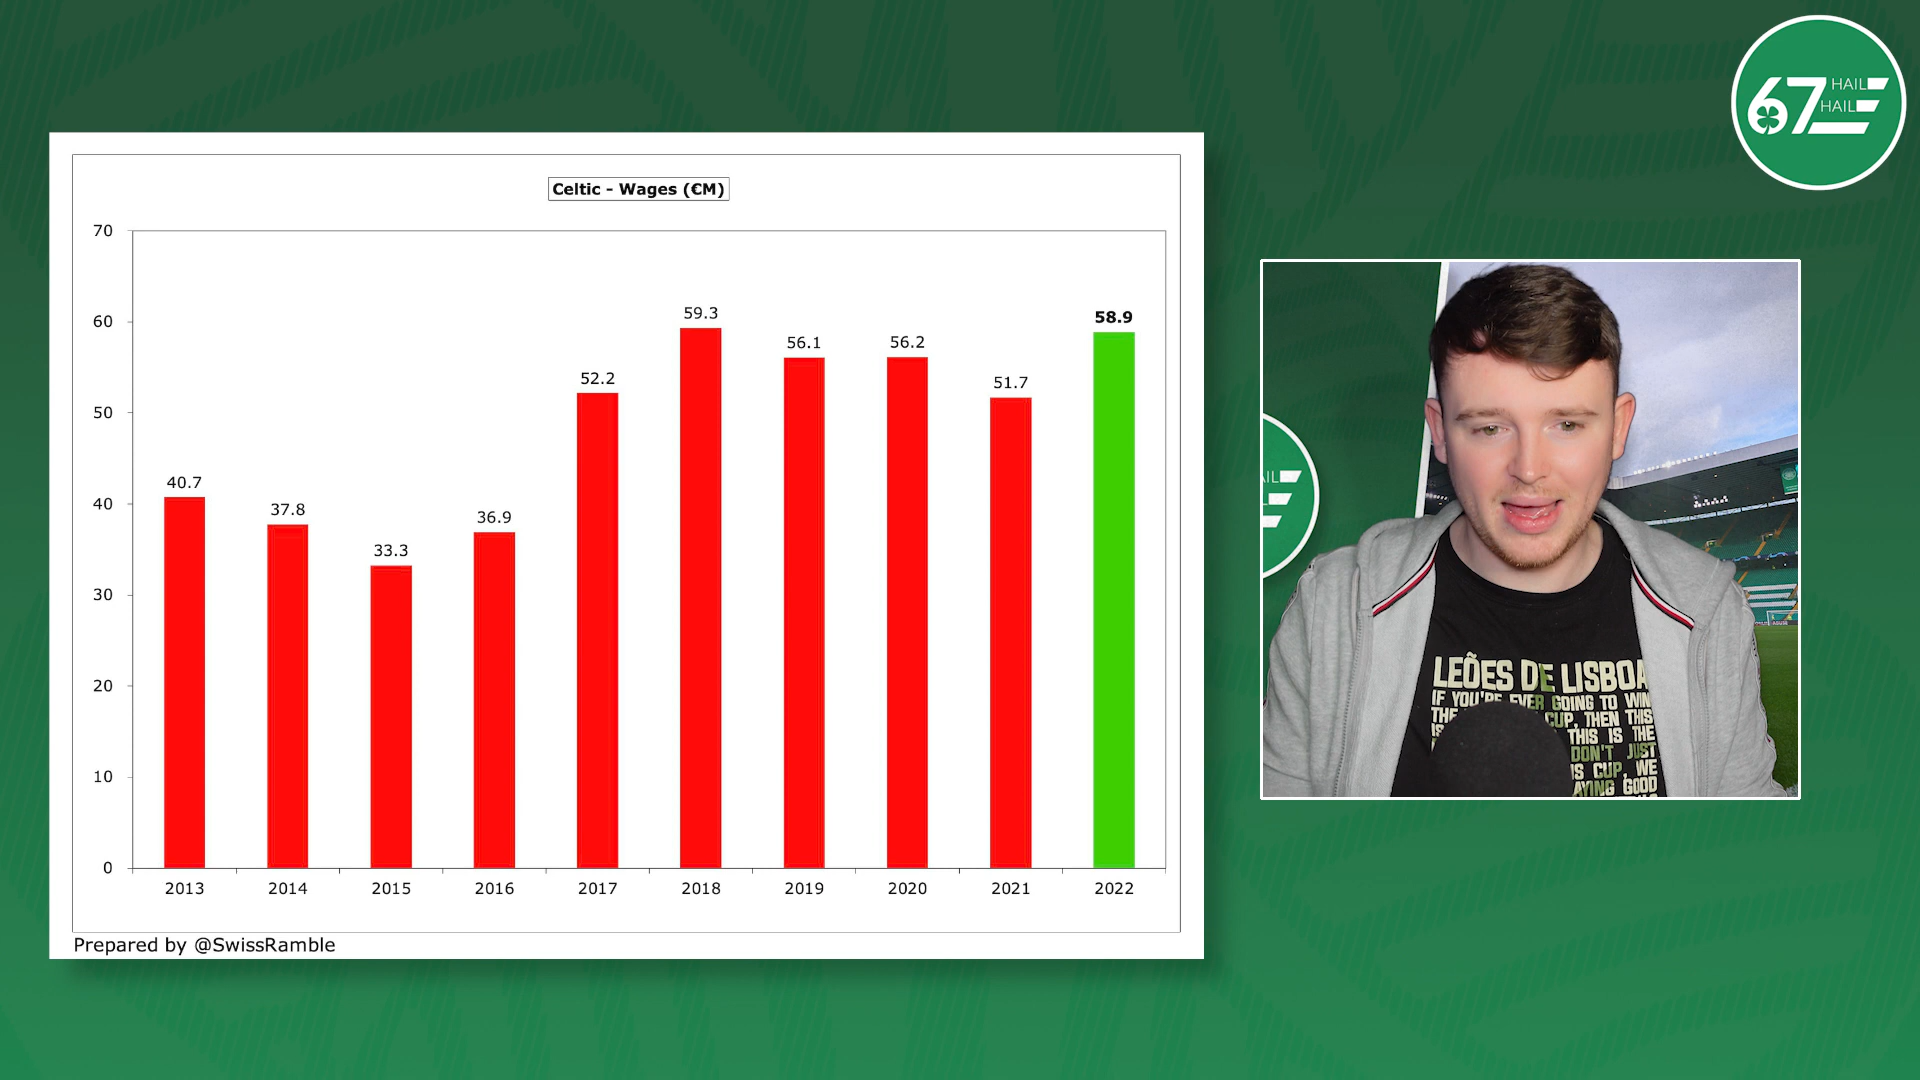 67 HAIL
HAIL
Celtic - Wages (€M)
70
60
50
40
30
20
10
0
40.7
37.8
33.3
36.9
52.2
59.3
56.1
56.2
51.7
58.9
2013 2014 2015 2016 2017 2018 2019 2020 2021 2022
Prepared by @SwissRamble
LEÕES DE LISBOA
IF YOU'RE EVER GOING TO WIN
THE CUP, THEN THIS
THIS IS THE
DON'T JUST
CUP, WE
GOOD